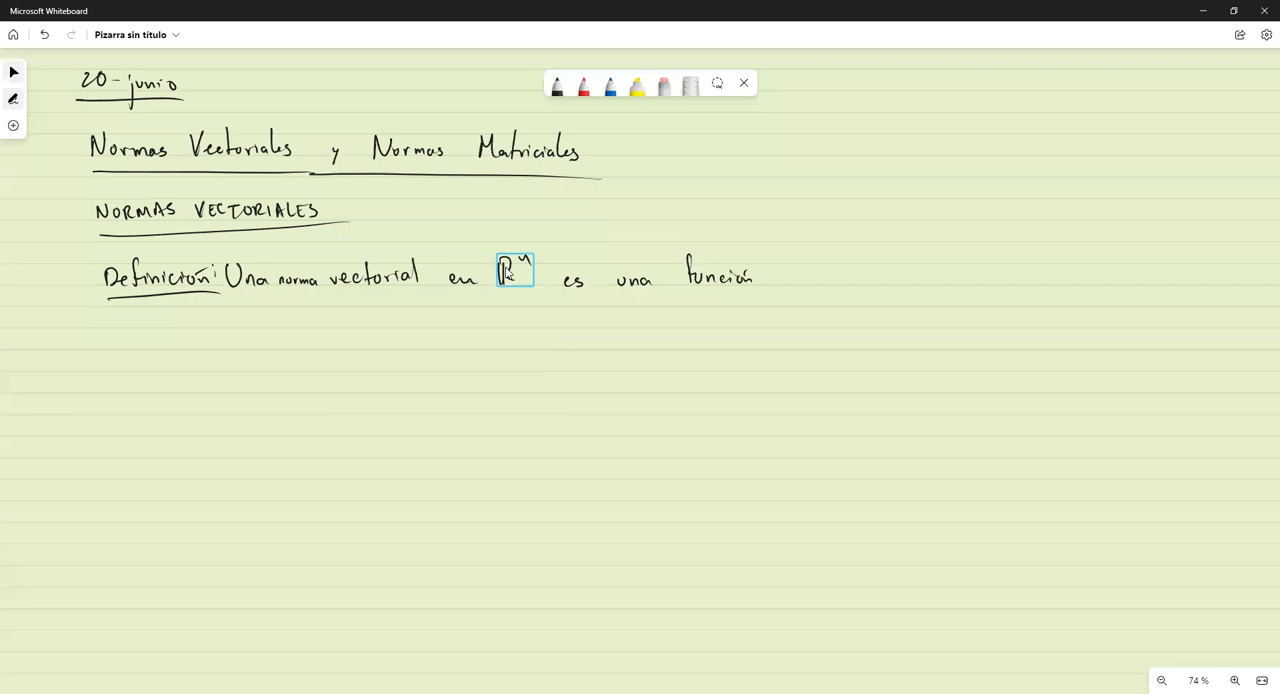 Microsoft Whiteboard
Pizarra sin título
20-junio
Normas Vectoriales y Normas Matriciales
NORMAS VECTORIALES
Definición: Una norma vectorial en ℝⁿ es una función
74 %